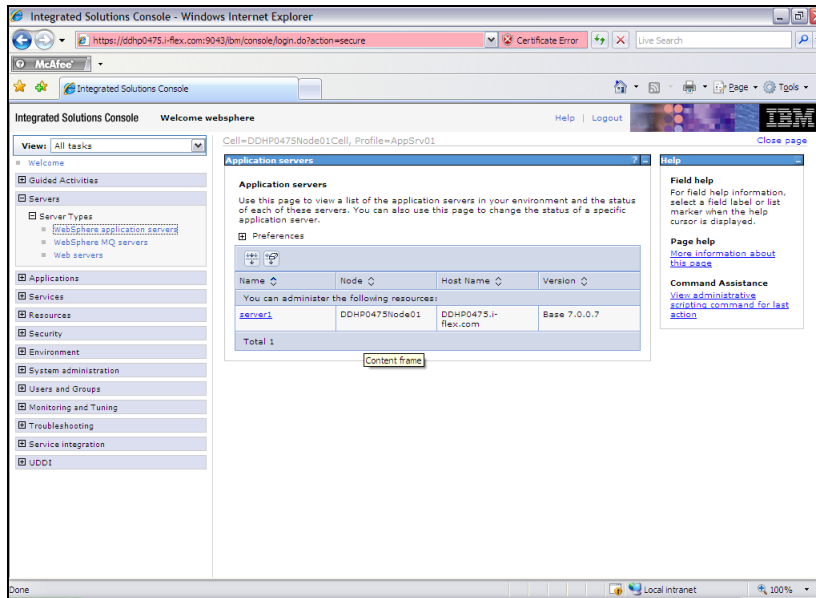 Integrated Solutions Console - Windows Internet Explorer
https://ddhp0475.i-flex.com:9043/ibm/console/login.do?action=secure
Certificate Error
Live Search
McAfee
Integrated Solutions Console
Page
Tools
Integrated Solutions Console Welcome websphere
Help | Logout
IBM
View: All tasks
Cell=DDHP0475Node01Cell, Profile=AppSrv01
Close page
Welcome
Guided Activities
Servers
Server Types
WebSphere application servers
WebSphere MQ servers
Web servers
Applications
Services
Resources
Security
Environment
System administration
Users and Groups
Monitoring and Tuning
Troubleshooting
Service integration
UDDI
Application servers
?
Application servers
Use this page to view a list of the application servers in your environment and the status
of each of these servers. You can also use this page to change the status of a specific
application server.
Preferences
Name Node Host Name Version
You can administer the following resources:
server1 DDHP0475Node01 DDHP0475.i-
flex.com Base 7.0.0.7
Total 1
Content frame
Help
Field help
For field help information,
select a field label or list
marker when the help
cursor is displayed.
Page help
More information about
this page
Command Assistance
View administrative
scripting command for last
action
Done
Local intranet
100%